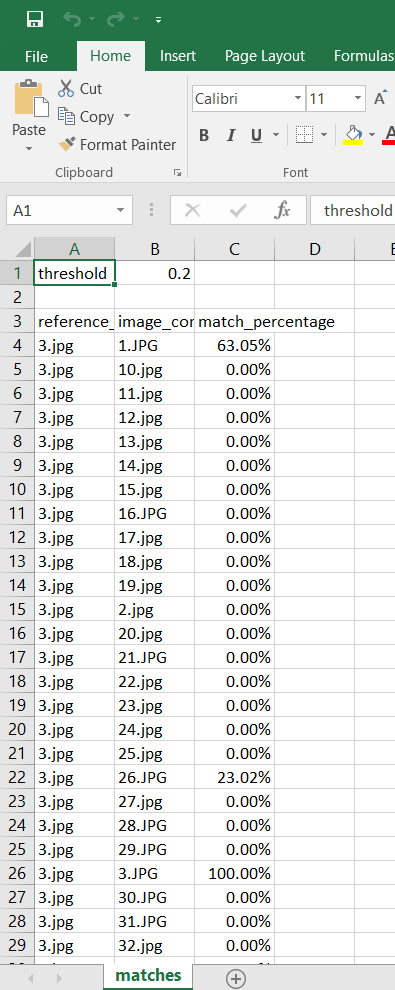 File Home Insert Page Layout Formulas
Paste
Cut
Copy
Format Painter
Clipboard
Calibri 11
B I U
Font
A1 fx threshold
A B C D
1 threshold 0.2
2
3 reference_ image_cor match_percentage
4 3.jpg 1.JPG 63.05%
5 3.jpg 10.jpg 0.00%
6 3.jpg 11.jpg 0.00%
7 3.jpg 12.jpg 0.00%
8 3.jpg 13.jpg 0.00%
9 3.jpg 14.jpg 0.00%
10 3.jpg 15.jpg 0.00%
11 3.jpg 16.JPG 0.00%
12 3.jpg 17.jpg 0.00%
13 3.jpg 18.jpg 0.00%
14 3.jpg 19.jpg 0.00%
15 3.jpg 2.jpg 0.00%
16 3.jpg 20.jpg 0.00%
17 3.jpg 21.JPG 0.00%
18 3.jpg 22.jpg 0.00%
19 3.jpg 23.jpg 0.00%
20 3.jpg 24.jpg 0.00%
21 3.jpg 25.jpg 0.00%
22 3.jpg 26.JPG 23.02%
23 3.jpg 27.jpg 0.00%
24 3.jpg 28.JPG 0.00%
25 3.jpg 29.JPG 0.00%
26 3.jpg 3.JPG 100.00%
27 3.jpg 30.JPG 0.00%
28 3.jpg 31.JPG 0.00%
29 3.jpg 32.jpg 0.00%
matches